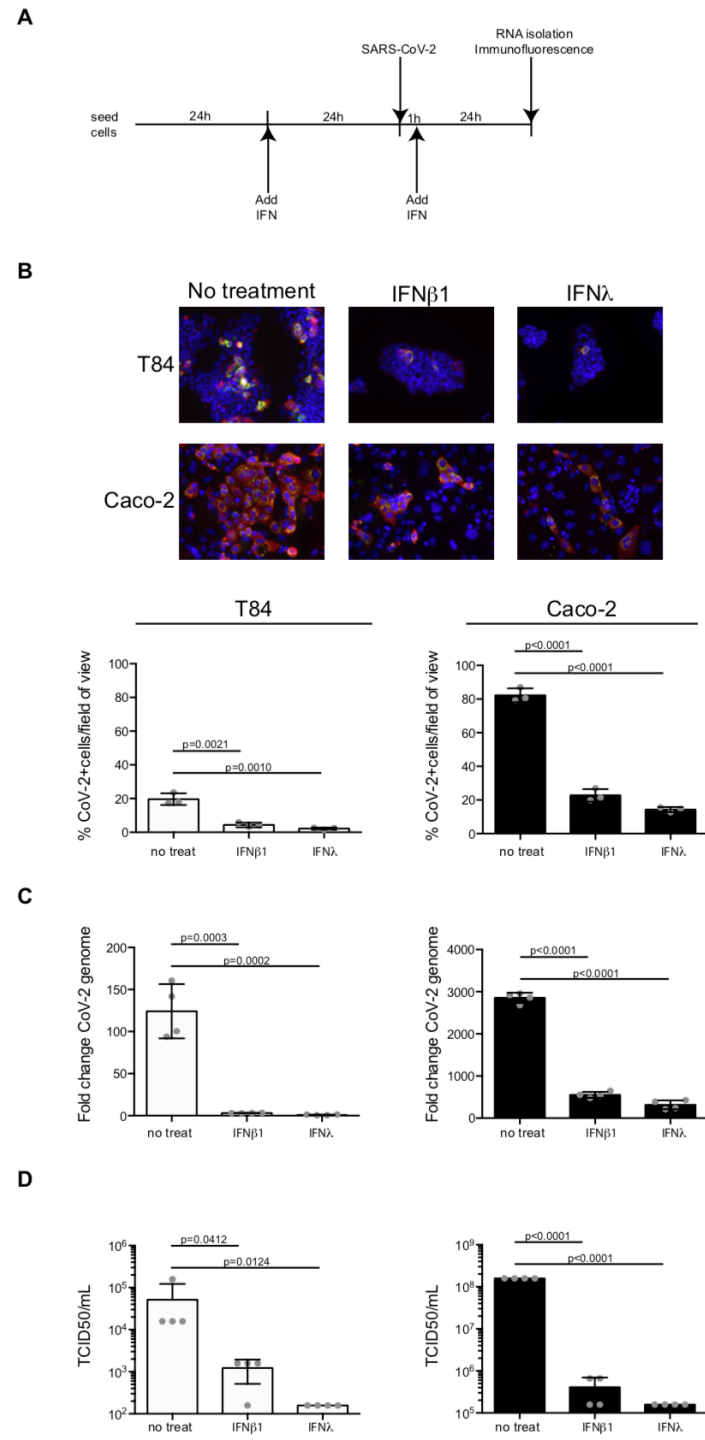 A
SARS-CoV-2
RNA isolation
Immunofluorescence
seed
cells
24h
24h
1h
24h
Add
IFN
Add
IFN
B
No treatment
IFNβ1
IFNλ
T84
Caco-2
T84
Caco-2
% CoV-2+cells/field of view
100
80
60
40
20
0
p=0.0021
p=0.0010
no treat
IFNβ1
IFNλ
% CoV-2+cells/field of view
100
80
60
40
20
0
p<0.0001
p<0.0001
no treat
IFNβ1
IFNλ
C
Fold change CoV-2 genome
200
150
100
50
0
p=0.0003
p=0.0002
no treat
IFNβ1
IFNλ
Fold change CoV-2 genome
4000
3000
2000
1000
0
p<0.0001
p<0.0001
no treat
IFNβ1
IFNλ
D
TCID50/mL
10⁶
10⁵
10⁴
10³
10²
p=0.0412
p=0.0124
no treat
IFNβ1
IFNλ
TCID50/mL
10⁹
10⁸
10⁷
10⁶
10⁵
p<0.0001
p<0.0001
no treat
IFNβ1
IFNλ